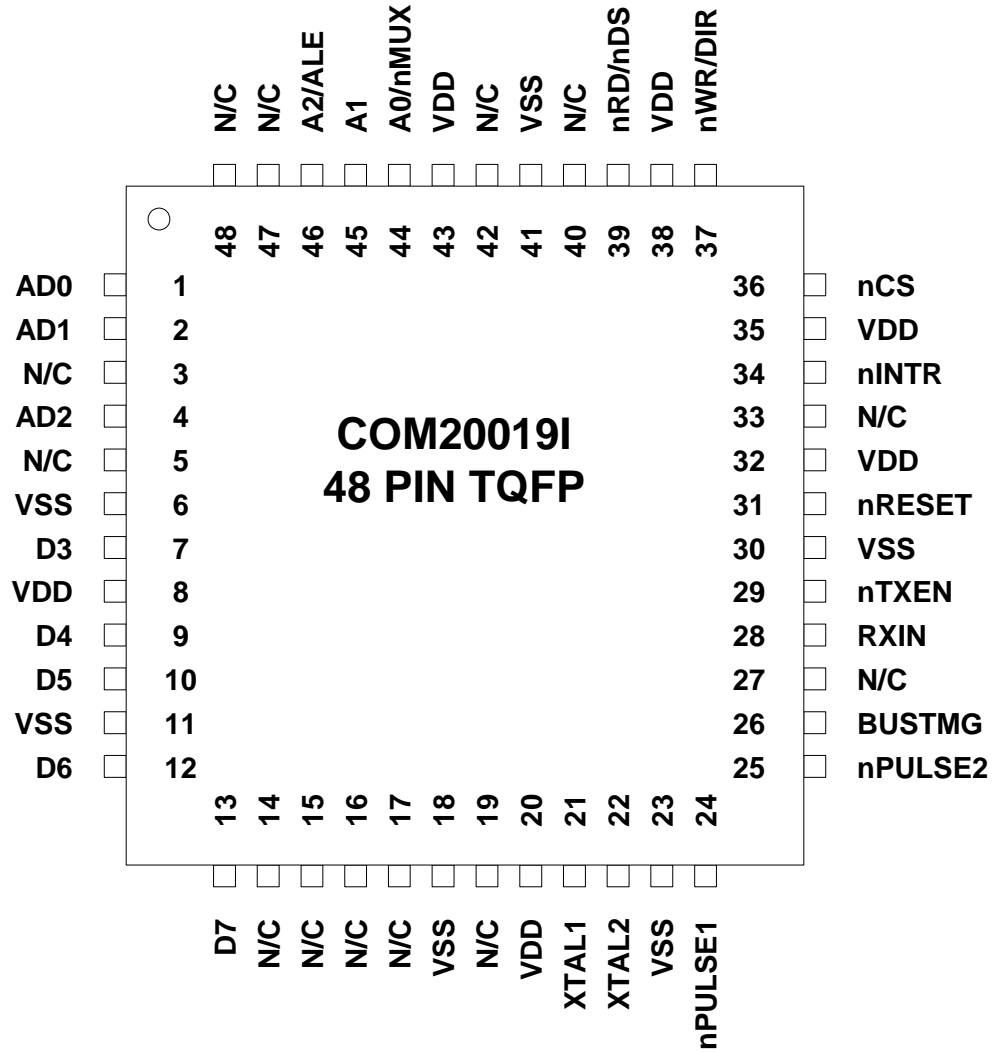 N/C
N/C
A2/ALE
A1
A0/nMUX
VDD
N/C
VSS
N/C
nRD/nDS
VDD
nWR/DIR
48
47
46
45
44
43
42
41
40
39
38
37
AD0 1
AD1 2
N/C 3
AD2 4
N/C 5
VSS 6
D3 7
VDD 8
D4 9
D5 10
VSS 11
D6 12
COM20019I
48 PIN TQFP
36 nCS
35 VDD
34 nINTR
33 N/C
32 VDD
31 nRESET
30 VSS
29 nTXEN
28 RXIN
27 N/C
26 BUSTMG
25 nPULSE2
13
14
15
16
17
18
19
20
21
22
23
24
D7
N/C
N/C
N/C
N/C
VSS
N/C
VDD
XTAL1
XTAL2
VSS
nPULSE1